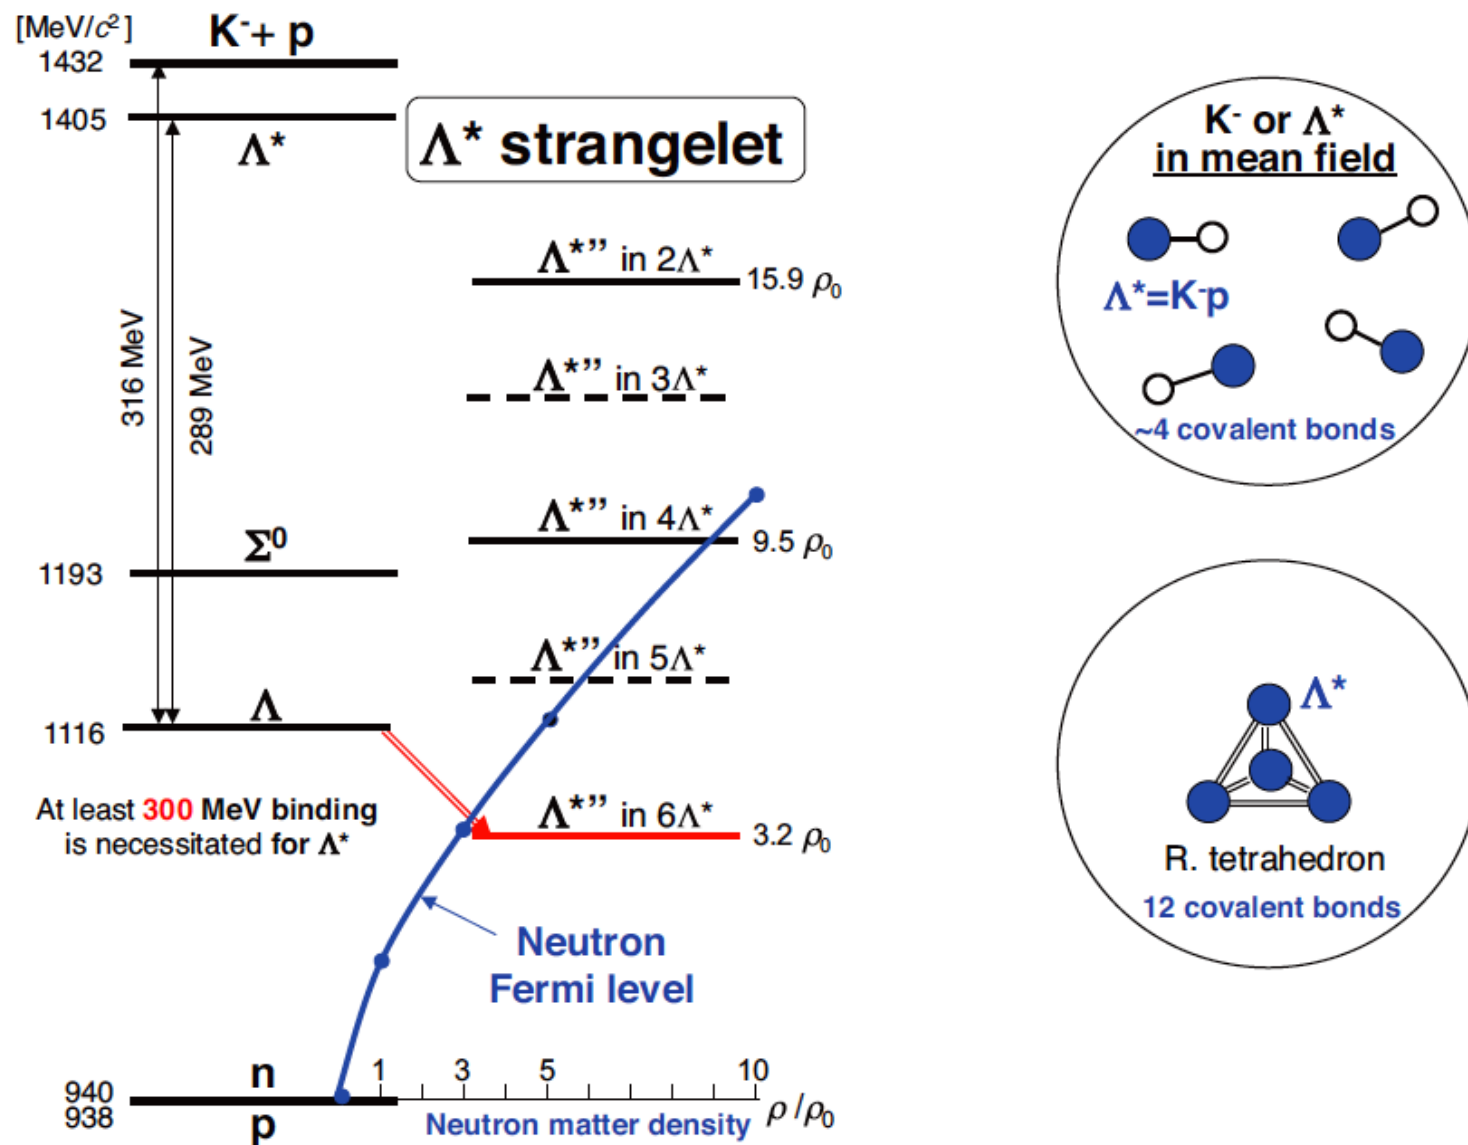 [MeV/c²]
K⁻+ p
1432
1405
Λ*
Λ* strangelet
316 MeV
289 MeV
Λ*'' in 2Λ*
15.9 ρ₀
Λ*'' in 3Λ*
Λ*'' in 4Λ*
9.5 ρ₀
Σ⁰
1193
Λ*'' in 5Λ*
Λ
1116
At least 300 MeV binding
is necessitated for Λ*
Λ*'' in 6Λ*
3.2 ρ₀
Neutron
Fermi level
n
940
938
p
1 3 5 10
ρ/ρ₀
Neutron matter density
K⁻ or Λ*
in mean field
Λ*=K⁻p
~4 covalent bonds
Λ*
R. tetrahedron
12 covalent bonds